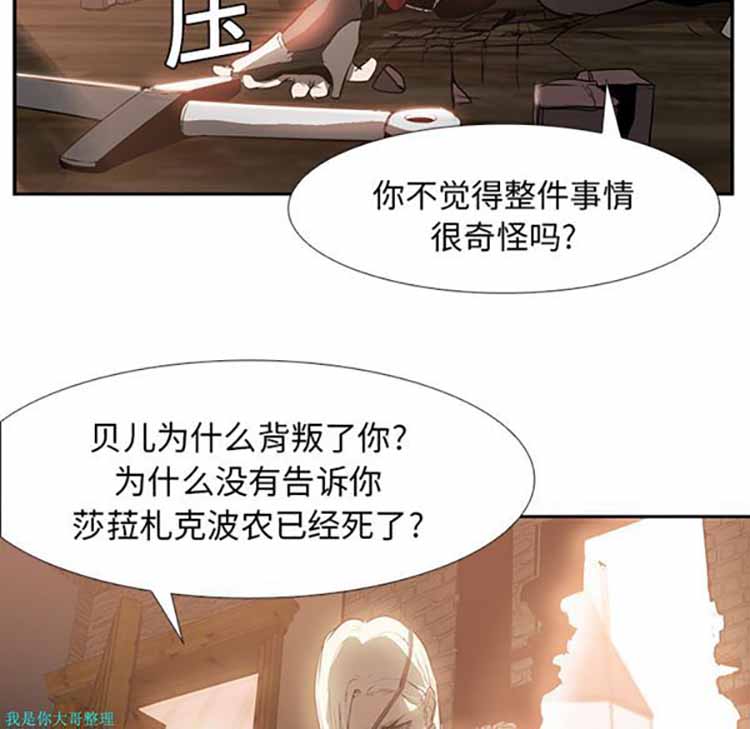 压
你不觉得整件事情
很奇怪吗?
贝儿为什么背叛了你?
为什么没有告诉你
莎菈札克波农已经死了?
我是你大哥整理